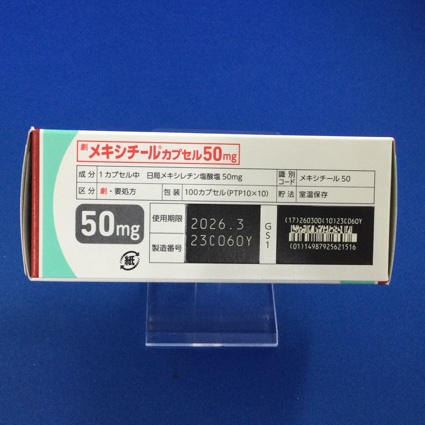 劇 メキシチール®カプセル50mg
成分 1カプセル中 日局メキシレチン塩酸塩 50mg 識別コード メキシチール 50
区分 劇・要処方 包装 100カプセル(PTP10×10) 貯法 室温保存
50mg
使用期限 2026.3
製造番号 23C060Y
GS1
(17)260300(10)23C060Y
(01)14987925621516
紙